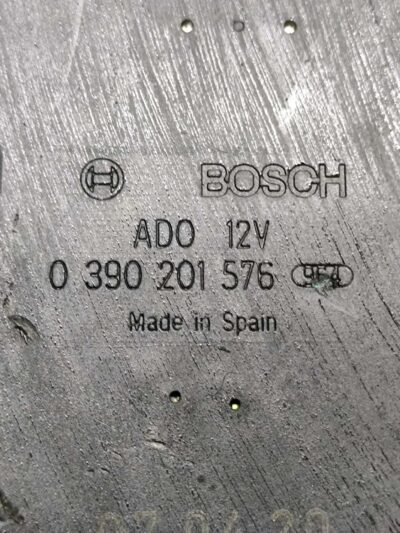 BOSCH
ADO 12V
0 390 201 576
Made in Spain